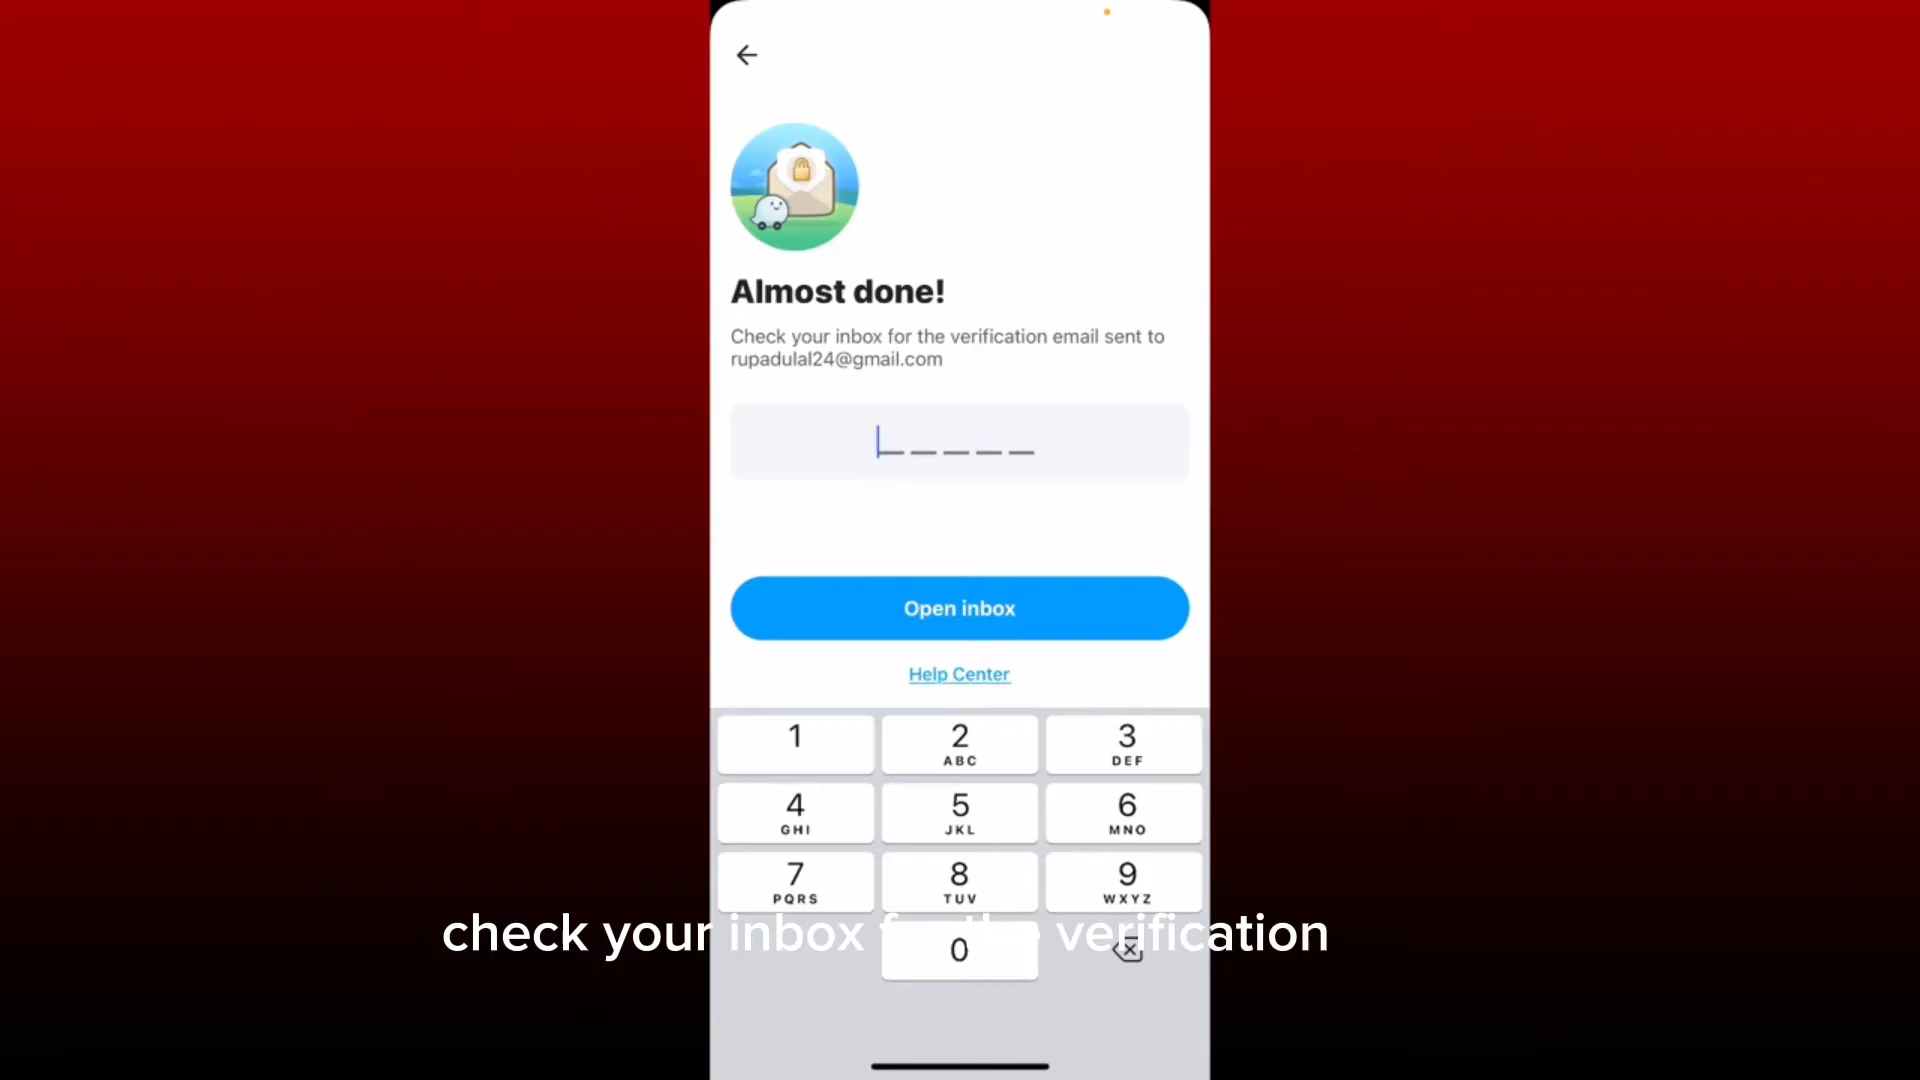 Almost done!
Check your inbox for the verification email sent to
rupadulal24@gmail.com
Open inbox
Help Center
1 2 3
ABC DEF
4 5 6
GHI JKL MNO
7 8 9
PQRS TUV WXYZ
0
check your inbox for the verification